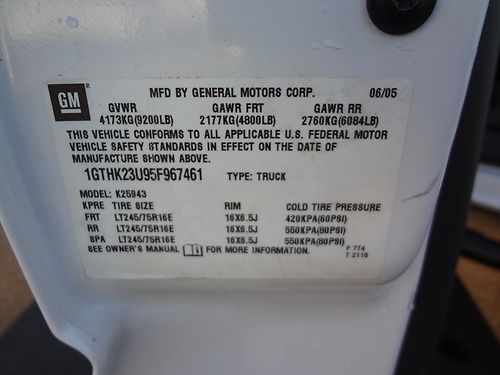 GM
MFD BY GENERAL MOTORS CORP. 06/05
GVWR GAWR FRT GAWR RR
4173KG(9200LB) 2177KG(4800LB) 2760KG(6084LB)
THIS VEHICLE CONFORMS TO ALL APPLICABLE U.S. FEDERAL MOTOR
VEHICLE SAFETY STANDARDS IN EFFECT ON THE DATE OF
MANUFACTURE SHOWN ABOVE.
1GTHK23U95F967461 TYPE: TRUCK
MODEL: K25943
KPRE TIRE SIZE RIM COLD TIRE PRESSURE
FRT LT245/75R16E 16X6.5J 420KPA(60PSI)
RR LT245/75R16E 16X6.5J 550KPA(80PSI)
SPA LT245/75R16E 16X6.5J 550KPA(80PSI)
SEE OWNER'S MANUAL FOR MORE INFORMATION. F 774
T 2115